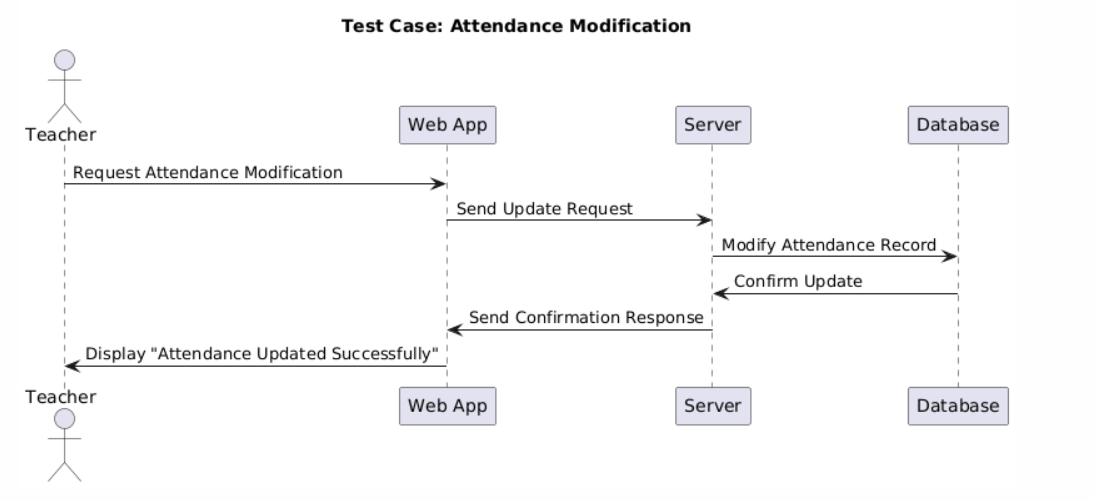 Test Case: Attendance Modification
Teacher
Web App
Server
Database
Request Attendance Modification
Send Update Request
Modify Attendance Record
Confirm Update
Send Confirmation Response
Display "Attendance Updated Successfully"
Teacher
Web App
Server
Database